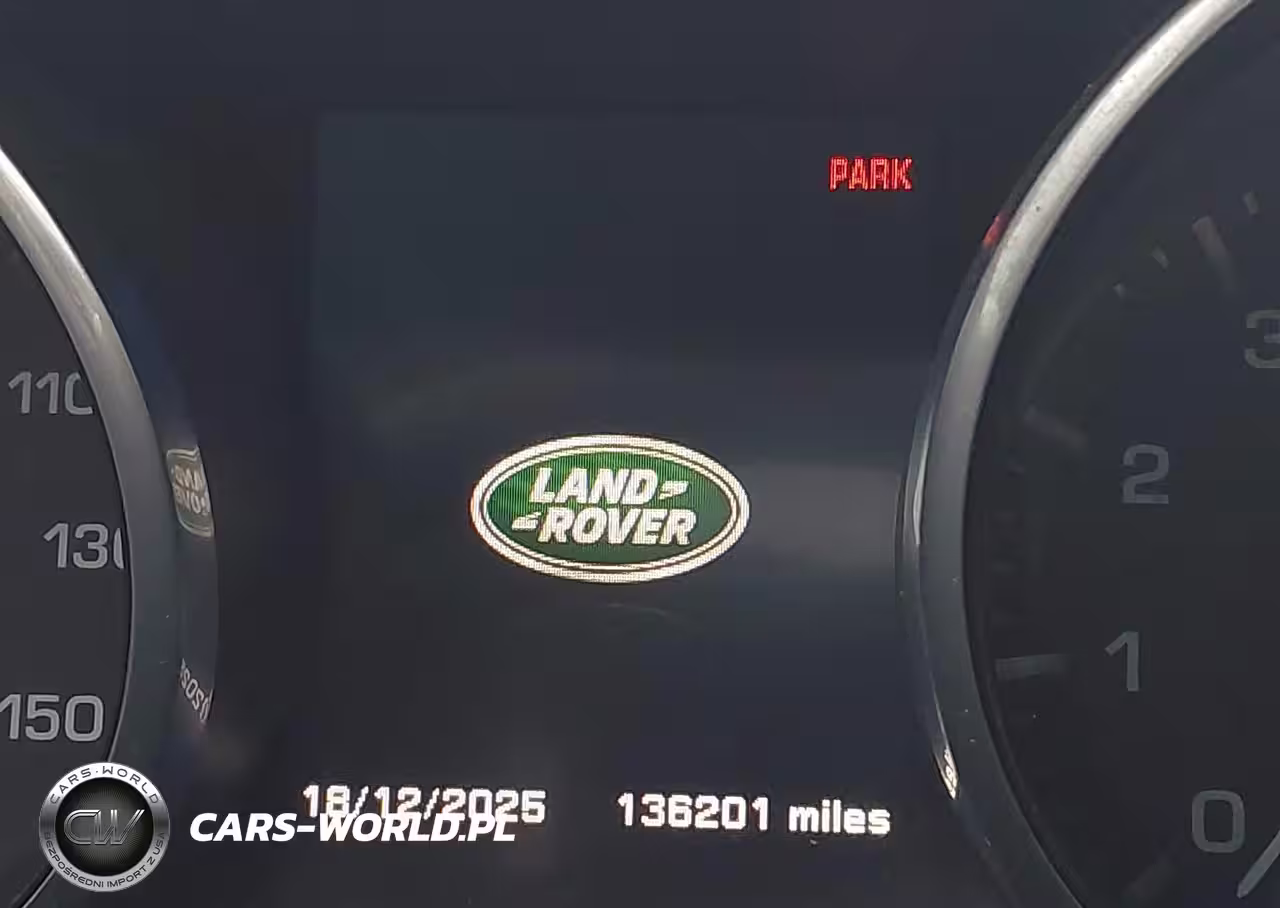 PARK
110
3
2
LAND
ROVER
130
1
150
18/12/2025 136201 miles
0
CARS-WORLD
CW
BEZPOŚREDNI IMPORT Z USA
CARS-WORLD.PL